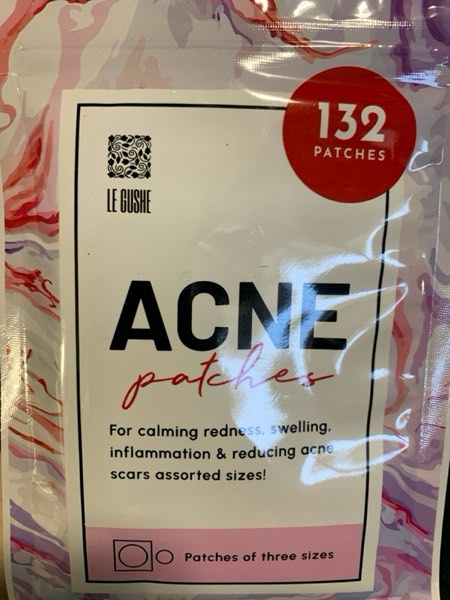 132
PATCHES
LE GUSHE
ACNE
patches
For calming redness, swelling,
inflammation & reducing acne
scars assorted sizes!
Patches of three sizes